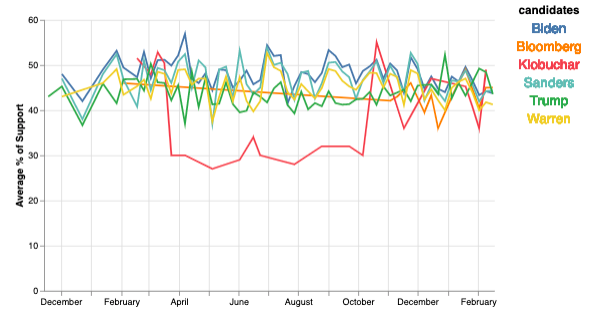 candidates
Biden
Bloomberg
Klobuchar
Sanders
Trump
Warren
Average % of Support
60
50
40
30
20
10
0
December February April June August October December February